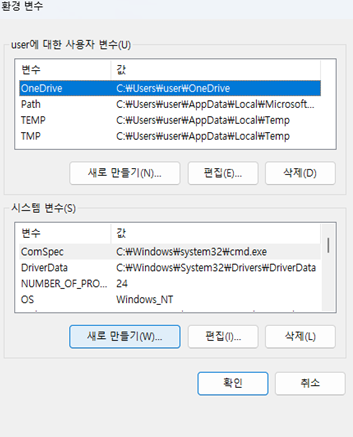 환경 변수
user에 대한 사용자 변수(U)
변수 값
OneDrive C:₩Users₩user₩OneDrive
Path C:₩Users₩user₩AppData₩Local₩Microsoft...
TEMP C:₩Users₩user₩AppData₩Local₩Temp
TMP C:₩Users₩user₩AppData₩Local₩Temp
새로 만들기(N)... 편집(E)... 삭제(D)
시스템 변수(S)
변수 값
ComSpec C:₩Windows₩system32₩cmd.exe
DriverData C:₩Windows₩System32₩Drivers₩DriverData
NUMBER_OF_PRO... 24
OS Windows_NT
새로 만들기(W)... 편집(I)... 삭제(L)
확인 취소